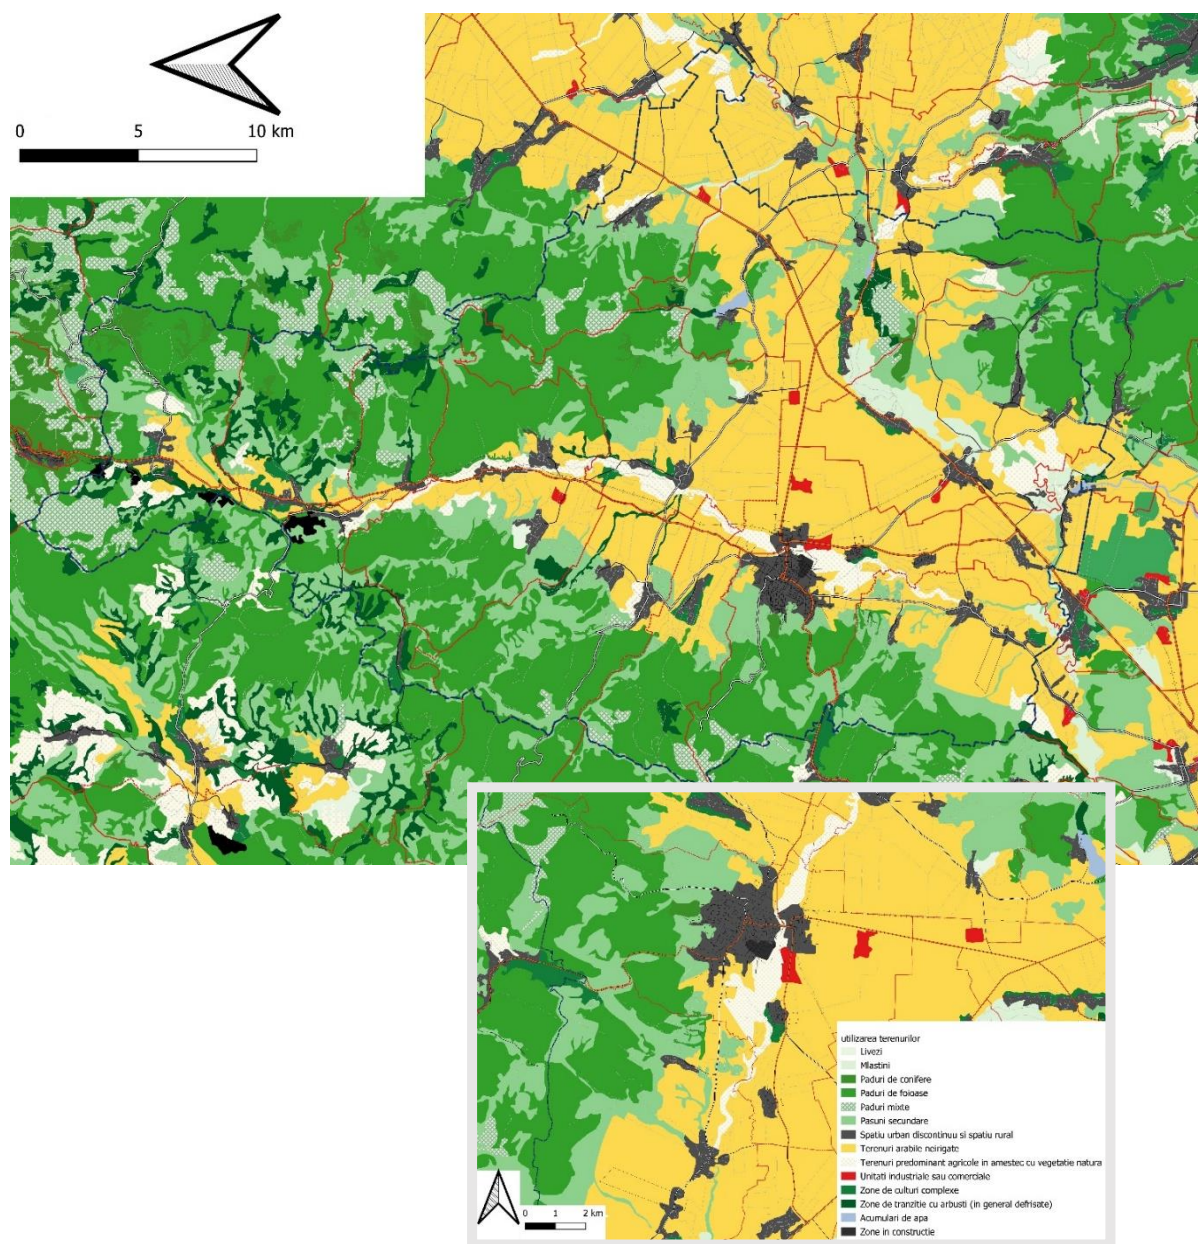 0 5 10 km
utilizarea terenurilor
Livezi
Mlastini
Paduri de conifere
Paduri de foioase
Paduri mixte
Pasuni secundare
Spatiu urban discontinuu si spatiu rural
Terenuri arabile neirigate
Terenuri predominant agricole in amestec cu vegetatie natura
Unitati industriale sau comerciale
Zone de culturi complexe
Zone de tranzitie cu arbusti (in general defrisate)
Acumulari de apa
Zone in constructie
0 1 2 km